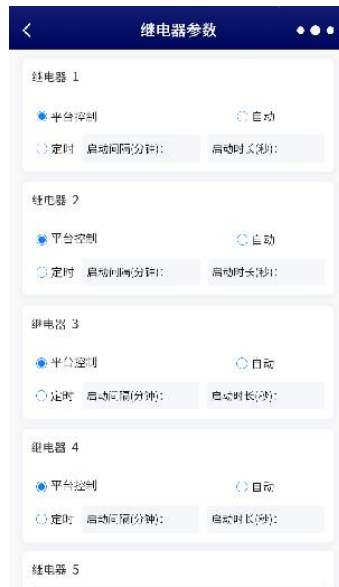 继电器参数
继电器 1
平台控制 自动
定时 启动间隔(分钟): 启动时长(秒):
继电器 2
平台控制 自动
定时 启动间隔(分钟): 启动时长(秒):
继电器 3
平台控制 自动
定时 启动间隔(分钟): 启动时长(秒):
继电器 4
平台控制 自动
定时 启动间隔(分钟): 启动时长(秒):
继电器 5